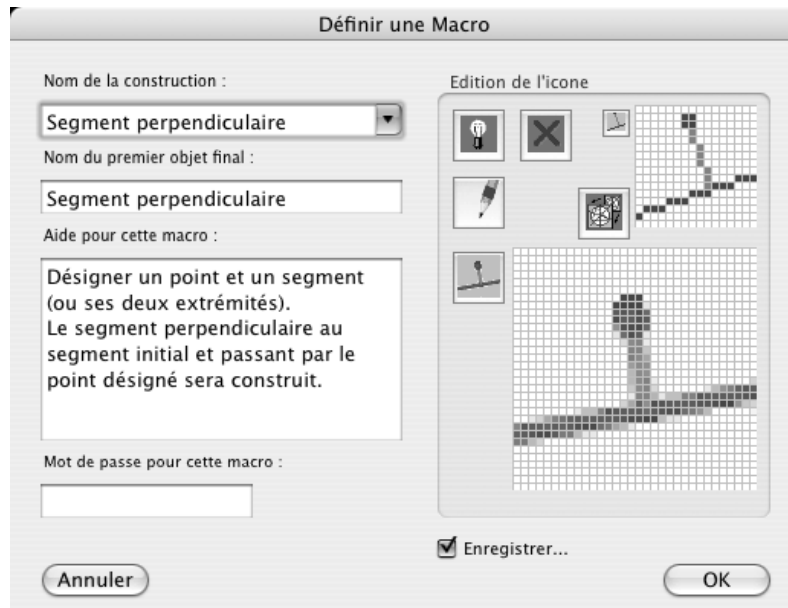 Définir une Macro
Nom de la construction :
Segment perpendiculaire
Nom du premier objet final :
Segment perpendiculaire
Aide pour cette macro :
Désigner un point et un segment
(ou ses deux extrémités).
Le segment perpendiculaire au
segment initial et passant par le
point désigné sera construit.
Mot de passe pour cette macro :
Annuler
Edition de l'icone
Enregistrer...
OK